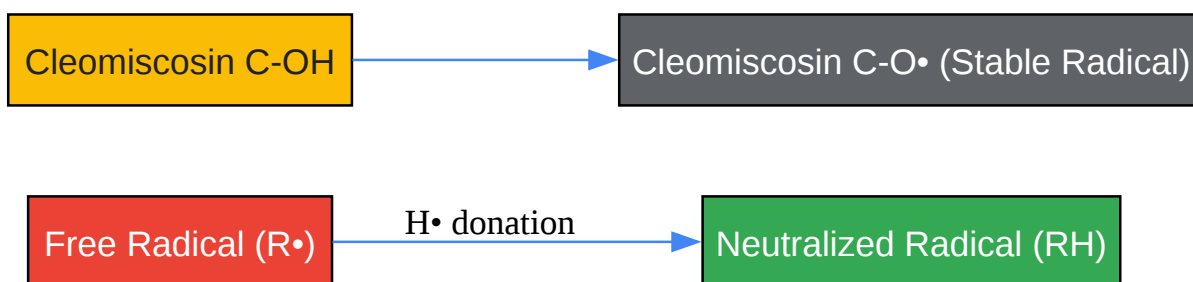 Cleomiscosin C-OH
Cleomiscosin C-O• (Stable Radical)
Free Radical (R•)
H• donation
Neutralized Radical (RH)